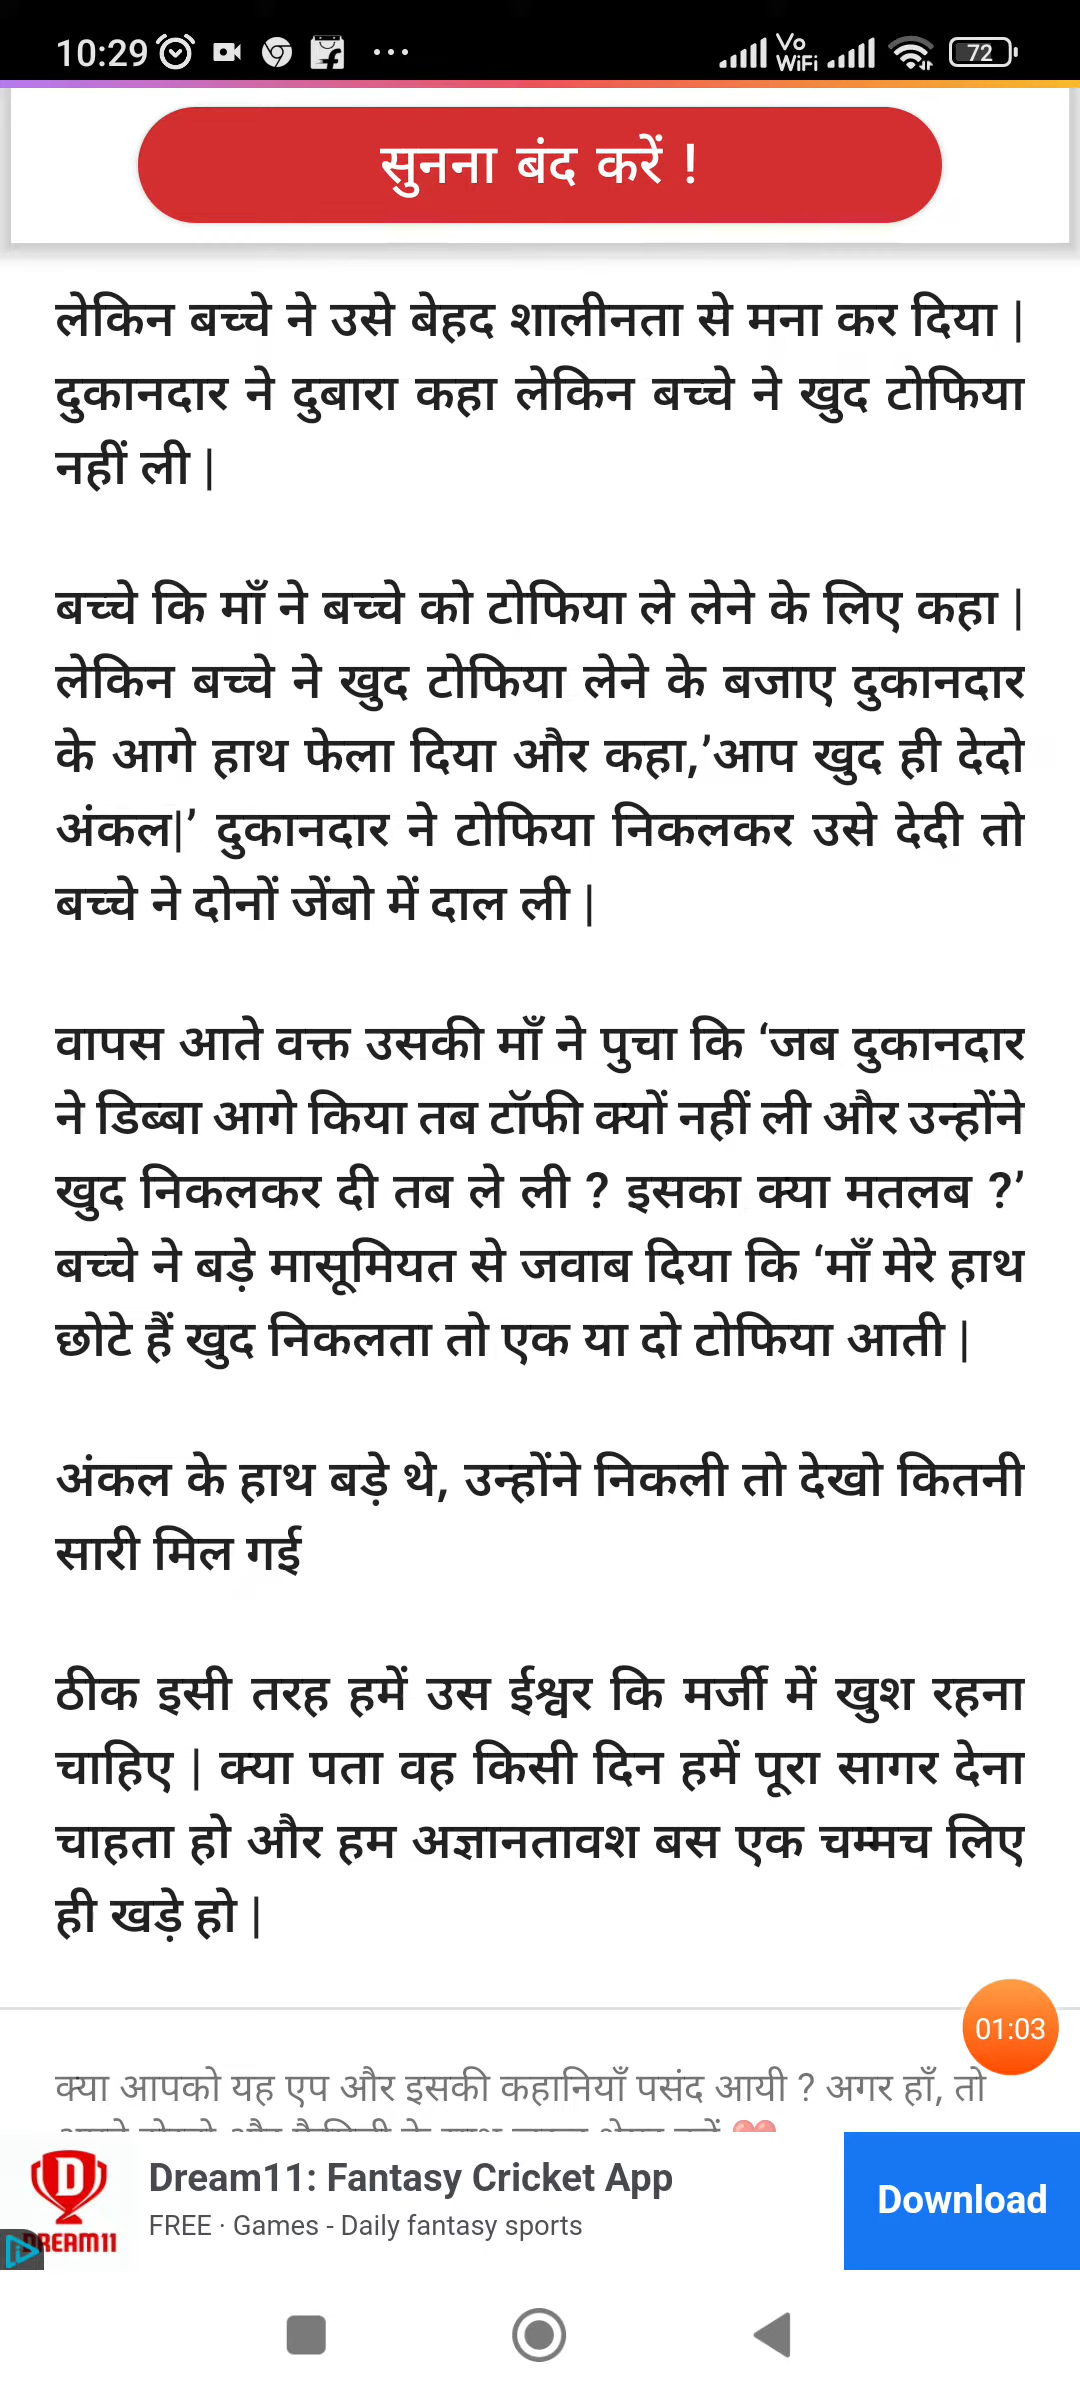 10:29
Vo
WiFi
72
सुनना बंद करें !
लेकिन बच्चे ने उसे बेहद शालीनता से मना कर दिया |
दुकानदार ने दुबारा कहा लेकिन बच्चे ने खुद टोफिया
नहीं ली |
बच्चे कि माँ ने बच्चे को टोफिया ले लेने के लिए कहा |
लेकिन बच्चे ने खुद टोफिया लेने के बजाए दुकानदार
के आगे हाथ फेला दिया और कहा,’आप खुद ही देदो
अंकल|’ दुकानदार ने टोफिया निकलकर उसे देदी तो
बच्चे ने दोनों जेंबो में दाल ली |
वापस आते वक्त उसकी माँ ने पुचा कि ‘जब दुकानदार
ने डिब्बा आगे किया तब टॉफी क्यों नहीं ली और उन्होंने
खुद निकलकर दी तब ले ली ? इसका क्या मतलब ?’
बच्चे ने बड़े मासूमियत से जवाब दिया कि ‘माँ मेरे हाथ
छोटे हैं खुद निकलता तो एक या दो टोफिया आती |
अंकल के हाथ बड़े थे, उन्होंने निकली तो देखो कितनी
सारी मिल गई
ठीक इसी तरह हमें उस ईश्वर कि मर्जी में खुश रहना
चाहिए | क्या पता वह किसी दिन हमें पूरा सागर देना
चाहता हो और हम अज्ञानतावश बस एक चम्मच लिए
ही खड़े हो |
01:03
क्या आपको यह एप और इसकी कहानियाँ पसंद आयी ? अगर हाँ, तो
Dream11: Fantasy Cricket App
FREE · Games - Daily fantasy sports
Download
DREAM11